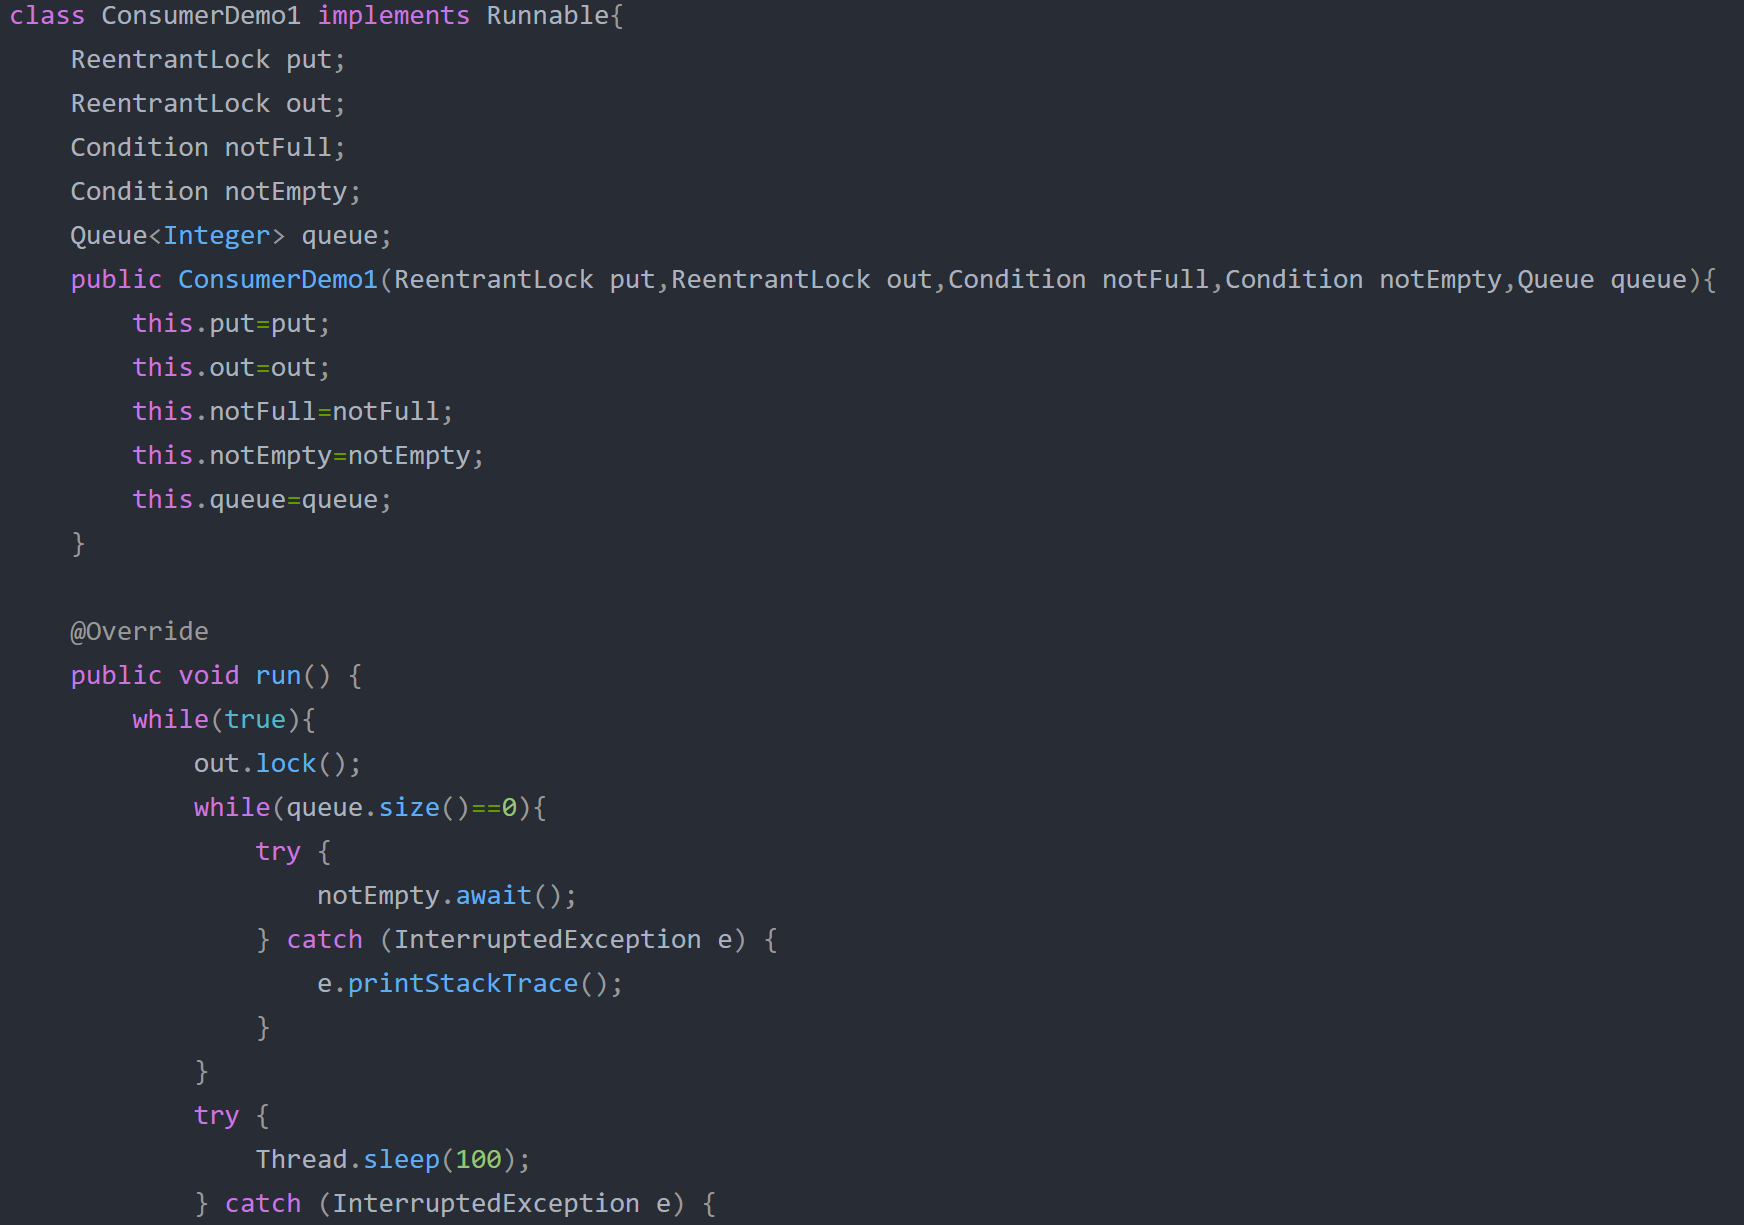 class ConsumerDemo1 implements Runnable{
    ReentrantLock put;
    ReentrantLock out;
    Condition notFull;
    Condition notEmpty;
    Queue<Integer> queue;
    public ConsumerDemo1(ReentrantLock put,ReentrantLock out,Condition notFull,Condition notEmpty,Queue queue){
        this.put=put;
        this.out=out;
        this.notFull=notFull;
        this.notEmpty=notEmpty;
        this.queue=queue;
    }

    @Override
    public void run() {
        while(true){
            out.lock();
            while(queue.size()==0){
                try {
                    notEmpty.await();
                } catch (InterruptedException e) {
                    e.printStackTrace();
                }
            }
            try {
                Thread.sleep(100);
            } catch (InterruptedException e) {